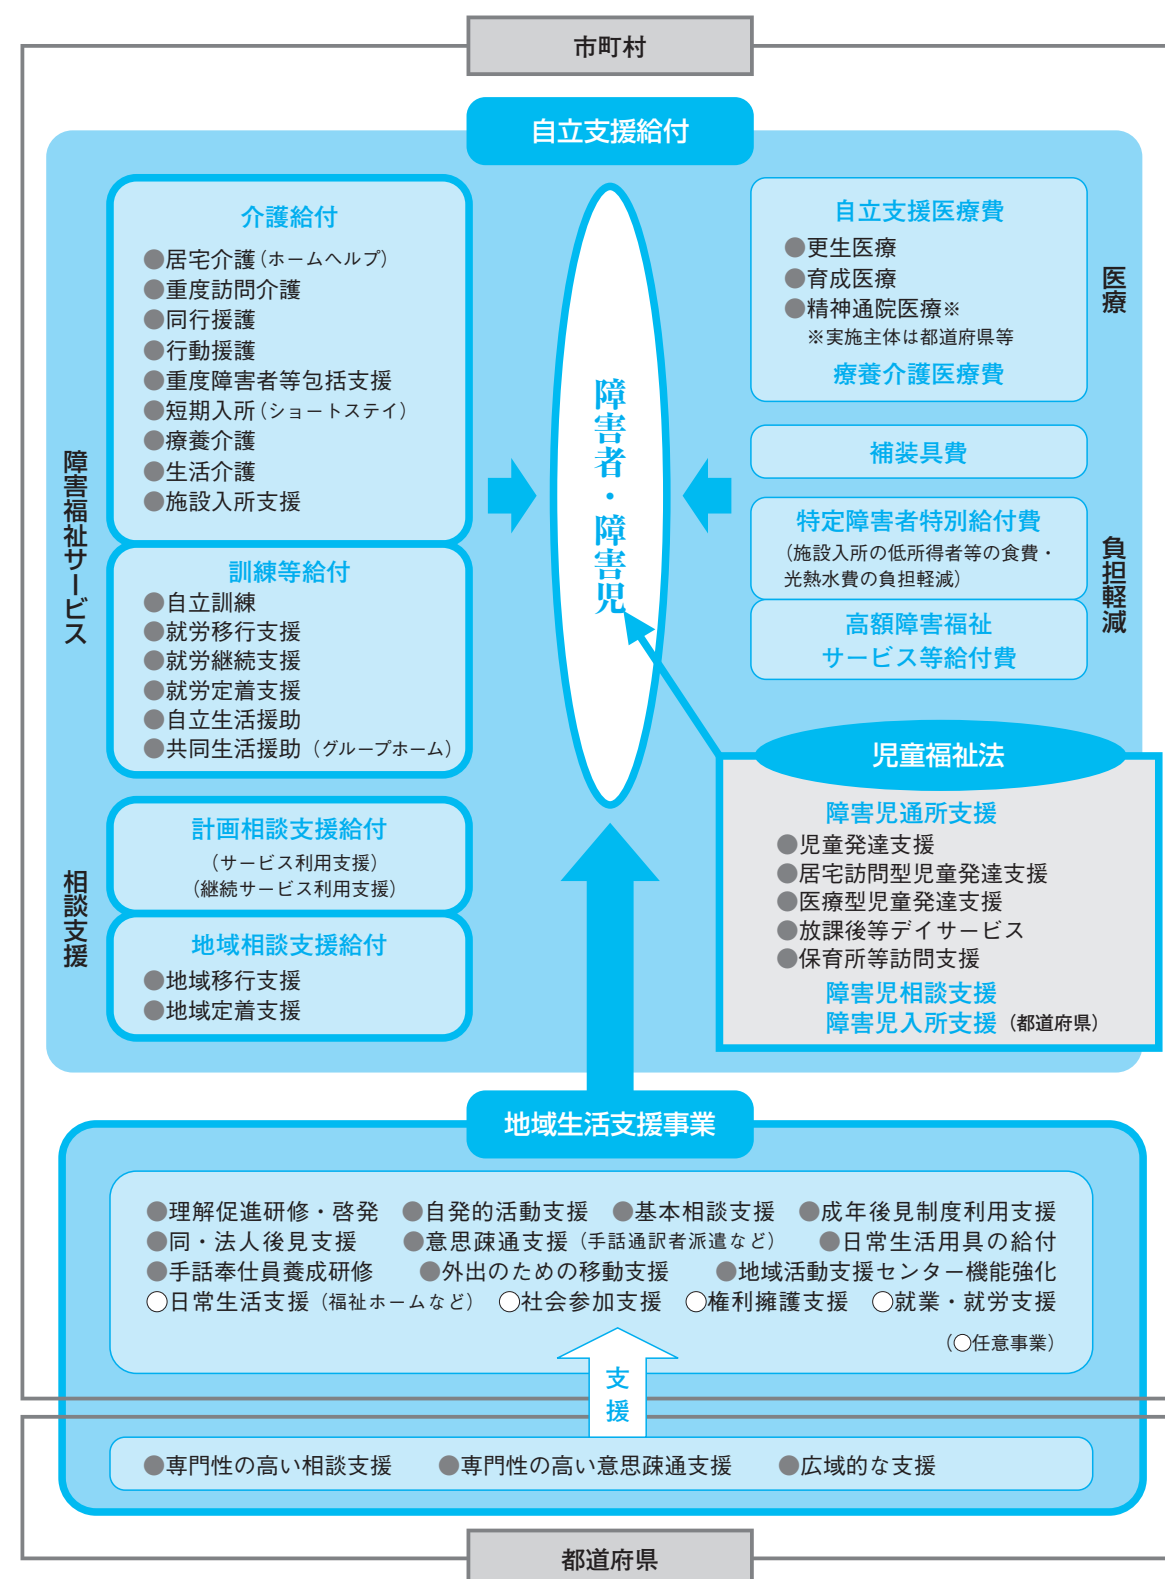 市町村
自立支援給付
障害福祉サービス
介護給付
●居宅介護(ホームヘルプ)
●重度訪問介護
●同行援護
●行動援護
●重度障害者等包括支援
●短期入所(ショートステイ)
●療養介護
●生活介護
●施設入所支援
訓練等給付
●自立訓練
●就労移行支援
●就労継続支援
●就労定着支援
●自立生活援助
●共同生活援助(グループホーム)
相談支援
計画相談支援給付
(サービス利用支援)
(継続サービス利用支援)
地域相談支援給付
●地域移行支援
●地域定着支援
障害者・障害児
医療
自立支援医療費
●更生医療
●育成医療
●精神通院医療※
※実施主体は都道府県等
療養介護医療費
補装具費
負担軽減
特定障害者特別給付費
(施設入所の低所得者等の食費・
光熱水費の負担軽減)
高額障害福祉
サービス等給付費
児童福祉法
障害児通所支援
●児童発達支援
●居宅訪問型児童発達支援
●医療型児童発達支援
●放課後等デイサービス
●保育所等訪問支援
障害児相談支援
障害児入所支援(都道府県)
地域生活支援事業
●理解促進研修・啓発 ●自発的活動支援 ●基本相談支援 ●成年後見制度利用支援
●同・法人後見支援 ●意思疎通支援(手話通訳者派遣など) ●日常生活用具の給付
●手話奉仕員養成研修 ●外出のための移動支援 ●地域活動支援センター機能強化
○日常生活支援(福祉ホームなど) ○社会参加支援 ○権利擁護支援 ○就業・就労支援
(○任意事業)
支援
●専門性の高い相談支援 ●専門性の高い意思疎通支援 ●広域的な支援
都道府県